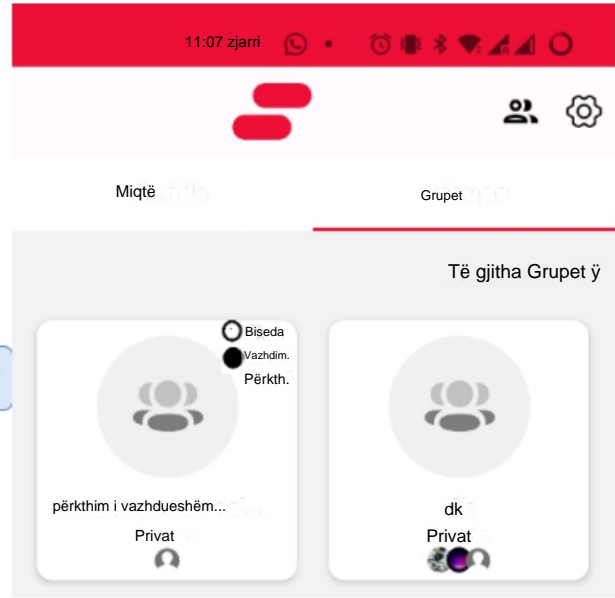 11:07 zjarri
Miqtë
Grupet
Të gjitha Grupet ÿ
Biseda
Vazhdim.
Përkth.
përkthim i vazhdueshëm...
Privat
dk
Privat